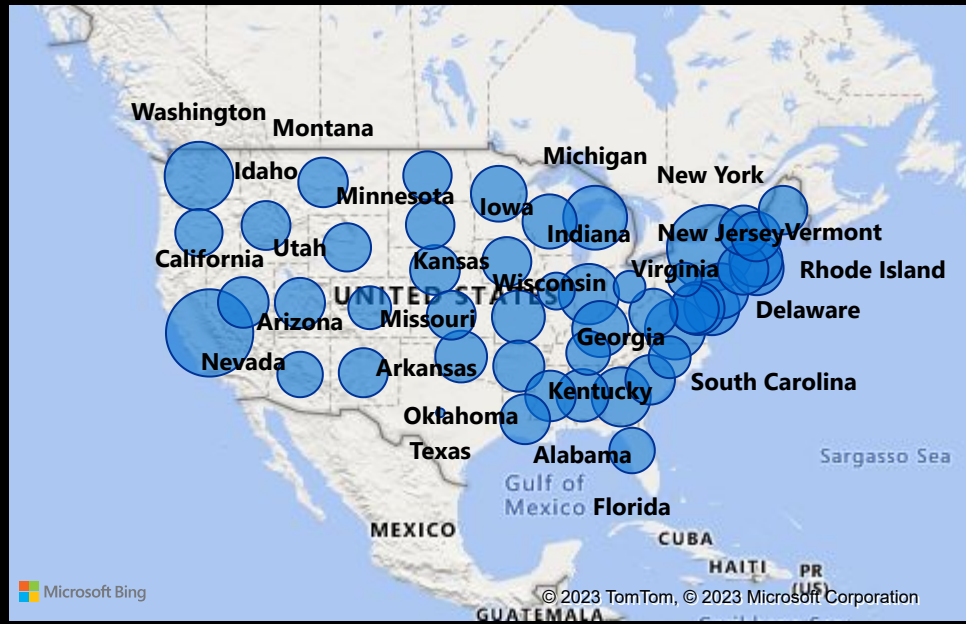 Washington
Montana
Michigan
Idaho
New York
Minnesota
Iowa
Indiana
New Jersey
Vermont
California
Utah
Kansas
Virginia
Rhode Island
Wisconsin
UNITED STATES
Arizona
Missouri
Delaware
Georgia
Nevada
Arkansas
South Carolina
Kentucky
Oklahoma
Texas
Alabama
Sargasso Sea
Gulf of
Mexico
Florida
MEXICO
CUBA
HAITI
PR
(US)
Microsoft Bing
© 2023 TomTom, © 2023 Microsoft Corporation
GUATEMALA